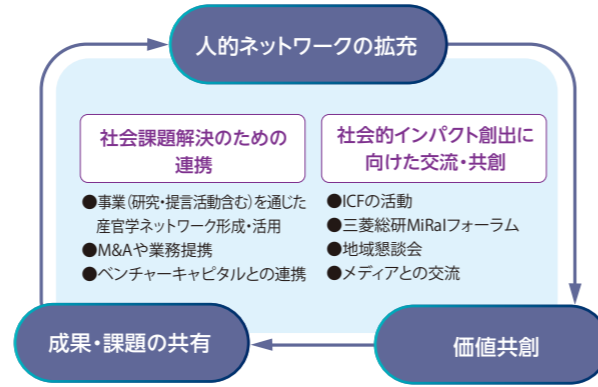 人的ネットワークの拡充
社会課題解決のための
連携
●事業(研究・提言活動含む)を通じた
産官学ネットワーク形成・活用
●M&Aや業務提携
●ベンチャーキャピタルとの連携
社会的インパクト創出に
向けた交流・共創
●ICFの活動
●三菱総研MiRaIフォーラム
●地域懇談会
●メディアとの交流
成果・課題の共有
価値共創